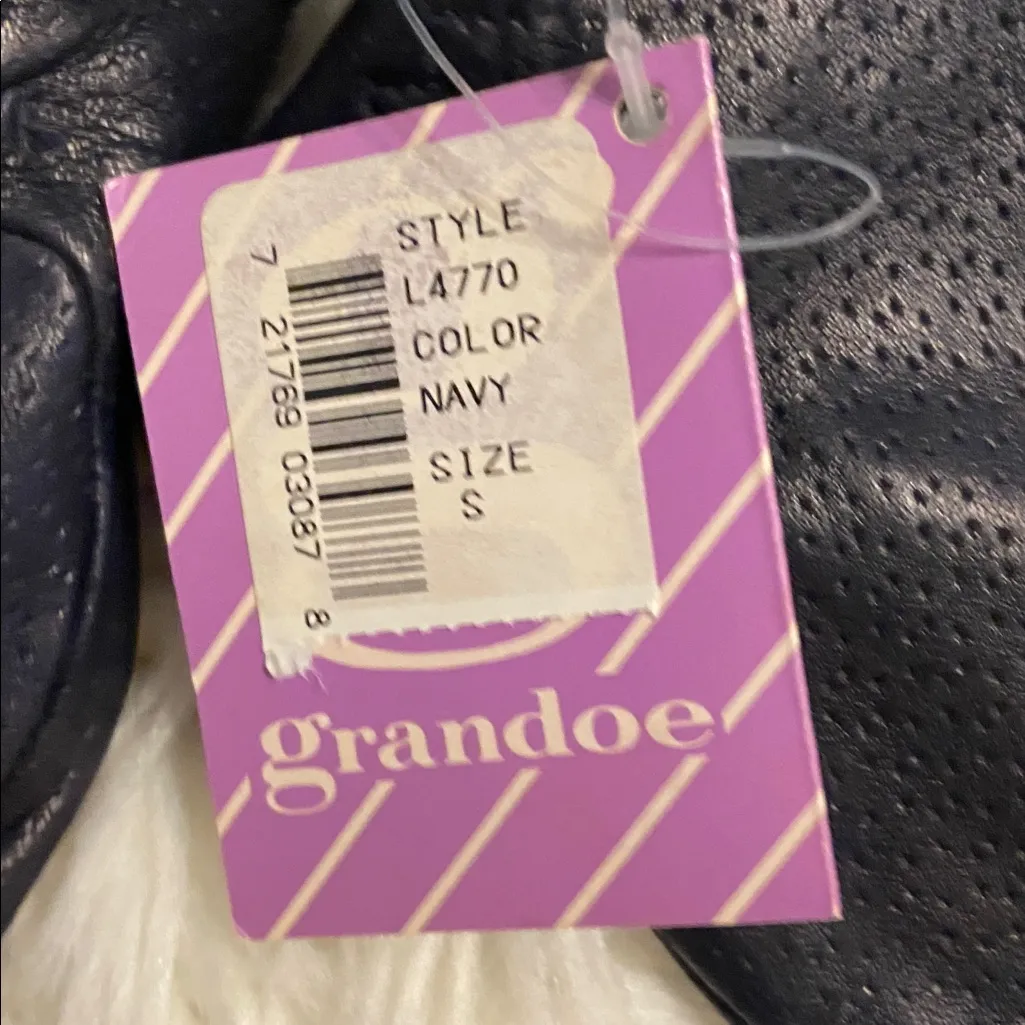 STYLE
L4770
COLOR
NAVY
SIZE
S
7 21769 03087 8
grandoe